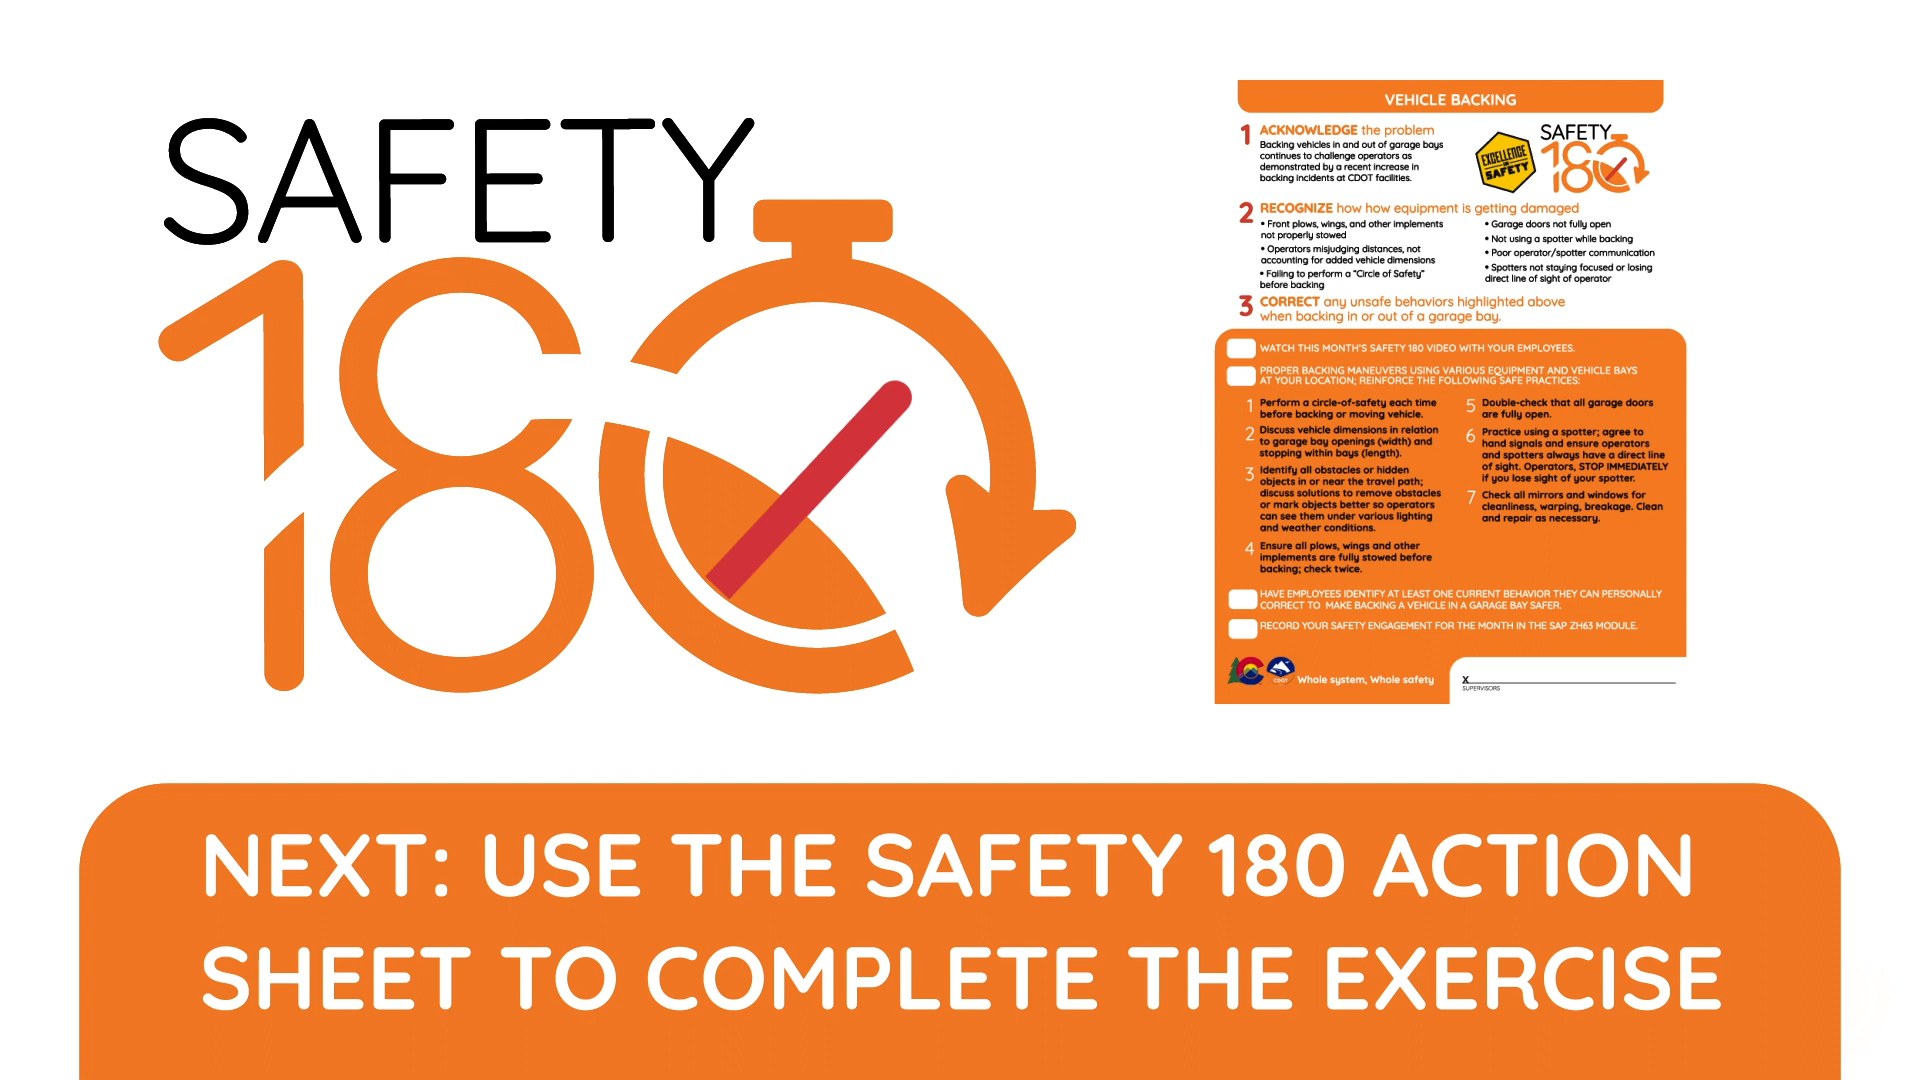 SAFETY
180
VEHICLE BACKING
1 ACKNOWLEDGE the problem
Backing vehicles in and out of garage bays
continues to challenge operators as
demonstrated by a recent increase in
backing incidents at CDOT facilities.
EXCELLENCE
IN
SAFETY
SAFETY
180
2 RECOGNIZE how how equipment is getting damaged
• Front plows, wings, and other implements
not properly stowed
• Operators misjudging distances, not
accounting for added vehicle dimensions
• Failing to perform a "Circle of Safety"
before backing
• Garage doors not fully open
• Not using a spotter while backing
• Poor operator/spotter communication
• Spotters not staying focused or losing
direct line of sight of operator
3 CORRECT any unsafe behaviors highlighted above
when backing in or out of a garage bay.
WATCH THIS MONTH'S SAFETY 180 VIDEO WITH YOUR EMPLOYEES.
PROPER BACKING MANEUVERS USING VARIOUS EQUIPMENT AND VEHICLE BAYS
AT YOUR LOCATION; REINFORCE THE FOLLOWING SAFE PRACTICES:
1 Perform a circle-of-safety each time
before backing or moving vehicle.
2 Discuss vehicle dimensions in relation
to garage bay openings (width) and
stopping within bays (length).
3 Identify all obstacles or hidden
objects in or near the travel path;
discuss solutions to remove obstacles
or mark objects better so operators
can see them under various lighting
and weather conditions.
4 Ensure all plows, wings and other
implements are fully stowed before
backing; check twice.
5 Double-check that all garage doors
are fully open.
6 Practice using a spotter; agree to
hand signals and ensure operators
and spotters always have a direct line
of sight. Operators, STOP IMMEDIATELY
if you lose sight of your spotter.
7 Check all mirrors and windows for
cleanliness, warping, breakage. Clean
and repair as necessary.
HAVE EMPLOYEES IDENTIFY AT LEAST ONE CURRENT BEHAVIOR THEY CAN PERSONALLY
CORRECT TO MAKE BACKING A VEHICLE IN A GARAGE BAY SAFER.
RECORD YOUR SAFETY ENGAGEMENT FOR THE MONTH IN THE SAP ZH63 MODULE.
CDOT
Whole system, Whole safety
X
SUPERVISORS
NEXT: USE THE SAFETY 180 ACTION
SHEET TO COMPLETE THE EXERCISE